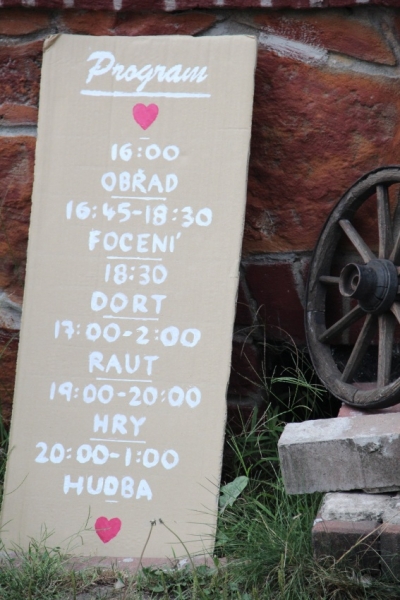 Program
16:00
OBŘAD
16:45-18:30
FOCENÍ
18:30
DORT
17:00-2:00
RAUT
19:00-20:00
HRY
20:00-1:00
HUDBA